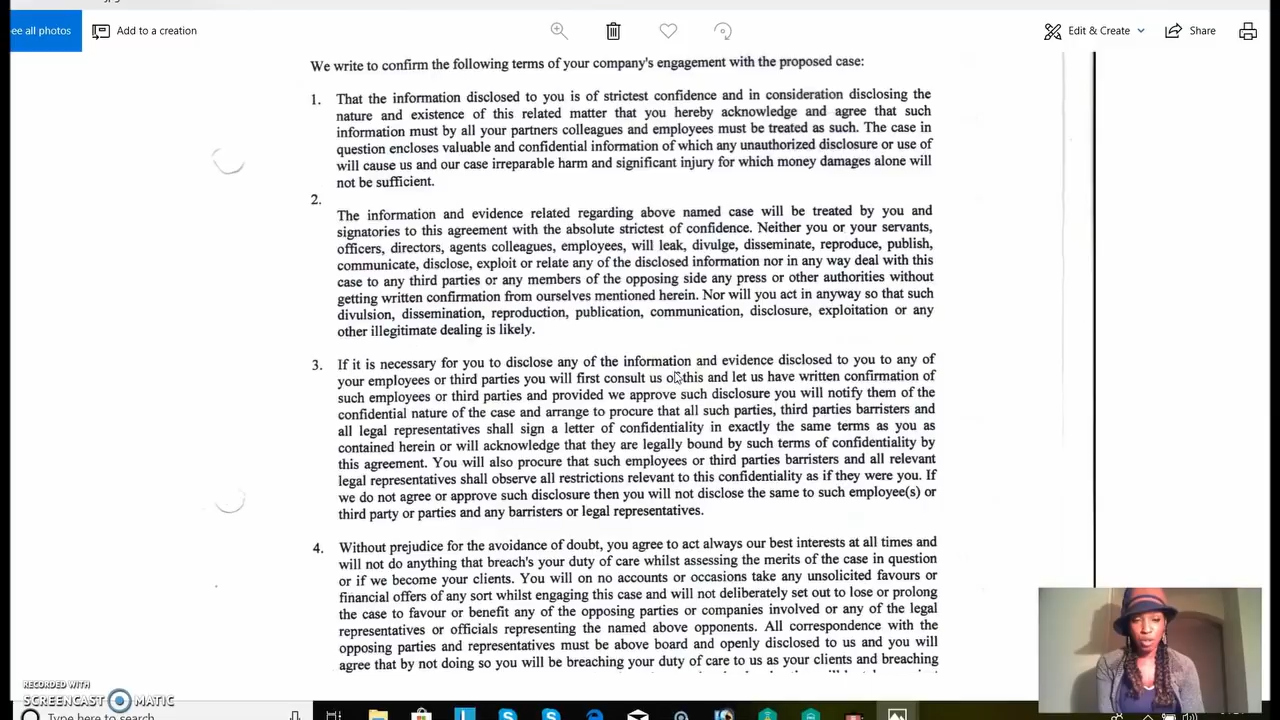 ee all photos
Add to a creation
Edit & Create
Share
We write to confirm the following terms of your company's engagement with the proposed case:
1. That the information disclosed to you is of strictest confidence and in consideration disclosing the
nature and existence of this related matter that you hereby acknowledge and agree that such
information must by all your partners colleagues and employees must be treated as such. The case in
question encloses valuable and confidential information of which any unauthorized disclosure or use of
will cause us and our case irreparable harm and significant injury for which money damages alone will
not be sufficient.
2.
The information and evidence related regarding above named case will be treated by you and
signatories to this agreement with the absolute strictest of confidence. Neither you or your servants,
officers, directors, agents colleagues, employees, will leak, divulge, disseminate, reproduce, publish,
communicate, disclose, exploit or relate any of the disclosed information nor in any way deal with this
case to any third parties or any members of the opposing side any press or other authorities without
getting written confirmation from ourselves mentioned herein. Nor will you act in anyway so that such
divulsion, dissemination, reproduction, publication, communication, disclosure, exploitation or any
other illegitimate dealing is likely.
3. If it is necessary for you to disclose any of the information and evidence disclosed to you to any of
your employees or third parties you will first consult us of this and let us have written confirmation of
such employees or third parties and provided we approve such disclosure you will notify them of the
confidential nature of the case and arrange to procure that all such parties, third parties barristers and
all legal representatives shall sign a letter of confidentiality in exactly the same terms as you as
contained herein or will acknowledge that they are legally bound by such terms of confidentiality by
this agreement. You will also procure that such employees or third parties barristers and all relevant
legal representatives shall observe all restrictions relevant to this confidentiality as if they were you. If
we do not agree or approve such disclosure then you will not disclose the same to such employee(s) or
third party or parties and any barristers or legal representatives.
4. Without prejudice for the avoidance of doubt, you agree to act always our best interests at all times and
will not do anything that breach's your duty of care whilst assessing the merits of the case in question
or if we become your clients. You will on no accounts or occasions take any unsolicited favours or
financial offers of any sort whilst engaging this case and will not deliberately set out to lose or prolong
the case to favour or benefit any of the opposing parties or companies involved or any of the legal
representatives or officials representing the named above opponents. All correspondence with the
opposing parties and representatives must be above board and openly disclosed to us and you will
agree that by not doing so you will be breaching your duty of care to us as your clients and breaching
RECORDED WITH
SCREENCAST MATIC
Type here to search